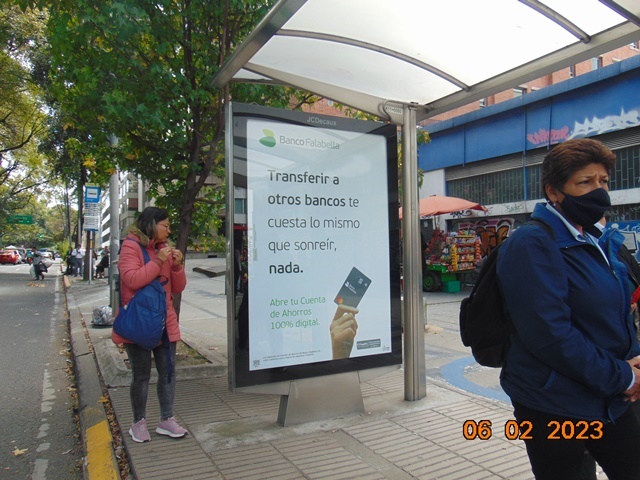 JCDecaux
Banco Falabella
Transferir a
otros bancos te
cuesta lo mismo
que sonreír,
nada.
Abre tu Cuenta
de Ahorros
100% digital.
06 02 2023